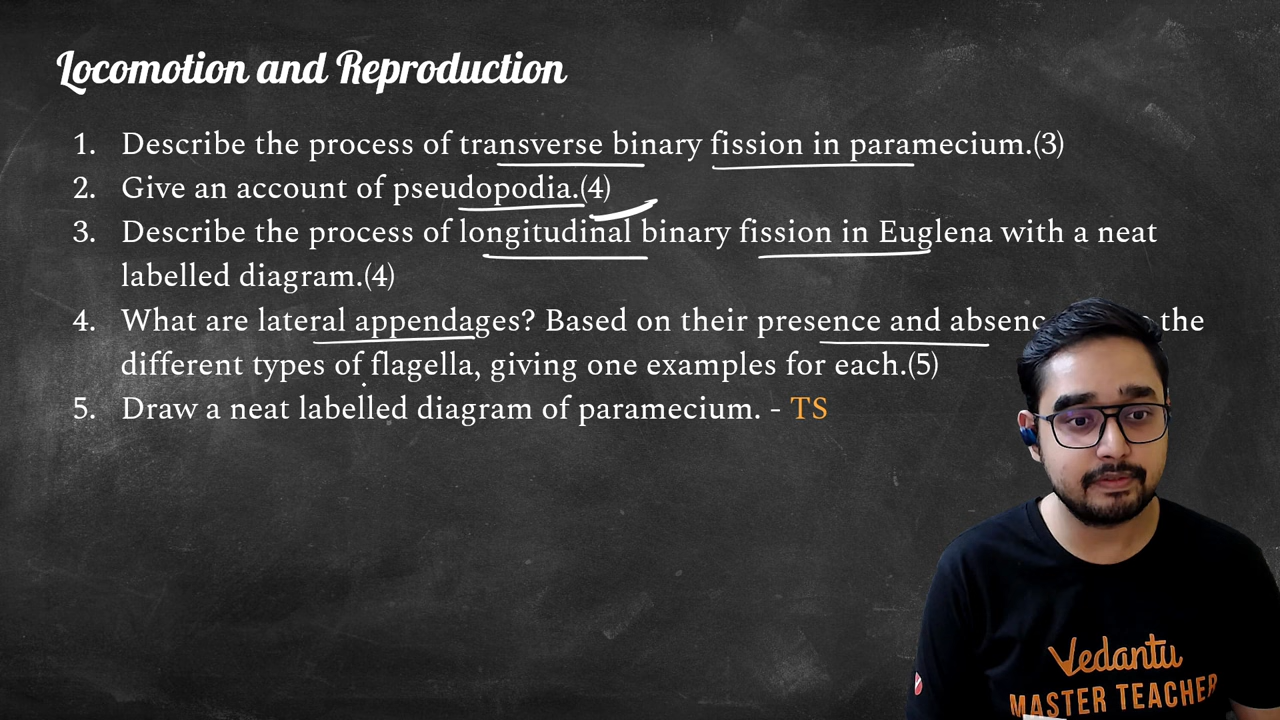 Locomotion and Reproduction
1. Describe the process of transverse binary fission in paramecium.(3)
2. Give an account of pseudopodia.(4)
3. Describe the process of longitudinal binary fission in Euglena with a neat
labelled diagram.(4)
4. What are lateral appendages? Based on their presence and absenc the
different types of flagella, giving one examples for each.(5)
5. Draw a neat labelled diagram of paramecium. - TS
Vedantu
MASTER TEACHER